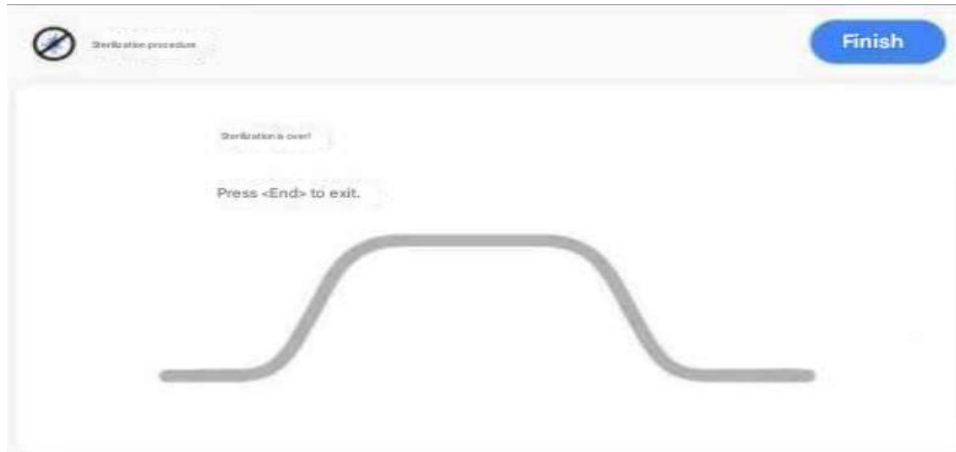 Sterilization procedure
Finish
Sterilization is over!
Press <End> to exit.